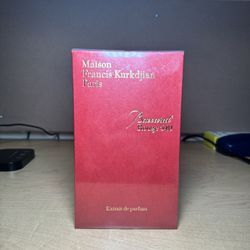 Maison
Francis Kurkdjian
Paris
Baccarat
Rouge 540
Extrait de parfum